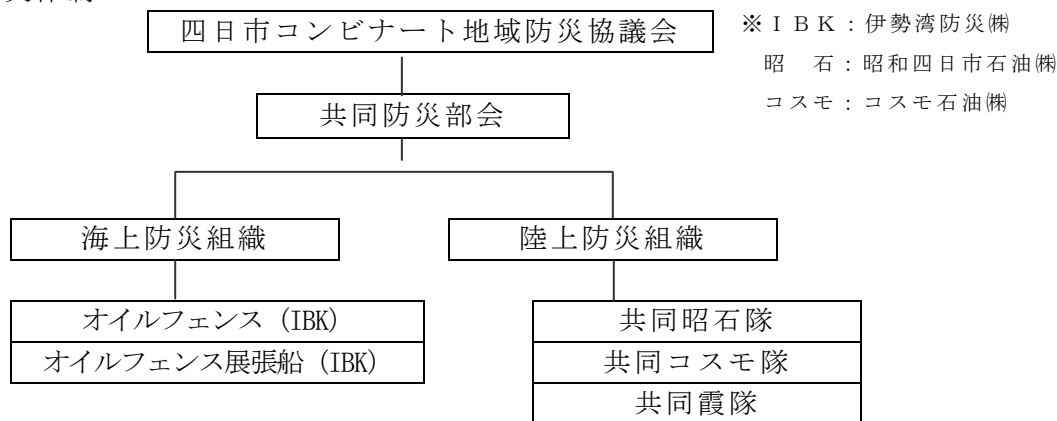 四日市コンビナート地域防災協議会
※ＩＢＫ：伊勢湾防災㈱
昭　石：昭和四日市石油㈱
コスモ：コスモ石油㈱
共同防災部会
海上防災組織
陸上防災組織
オイルフェンス（IBK）
オイルフェンス展張船（IBK）
共同昭石隊
共同コスモ隊
共同霞隊